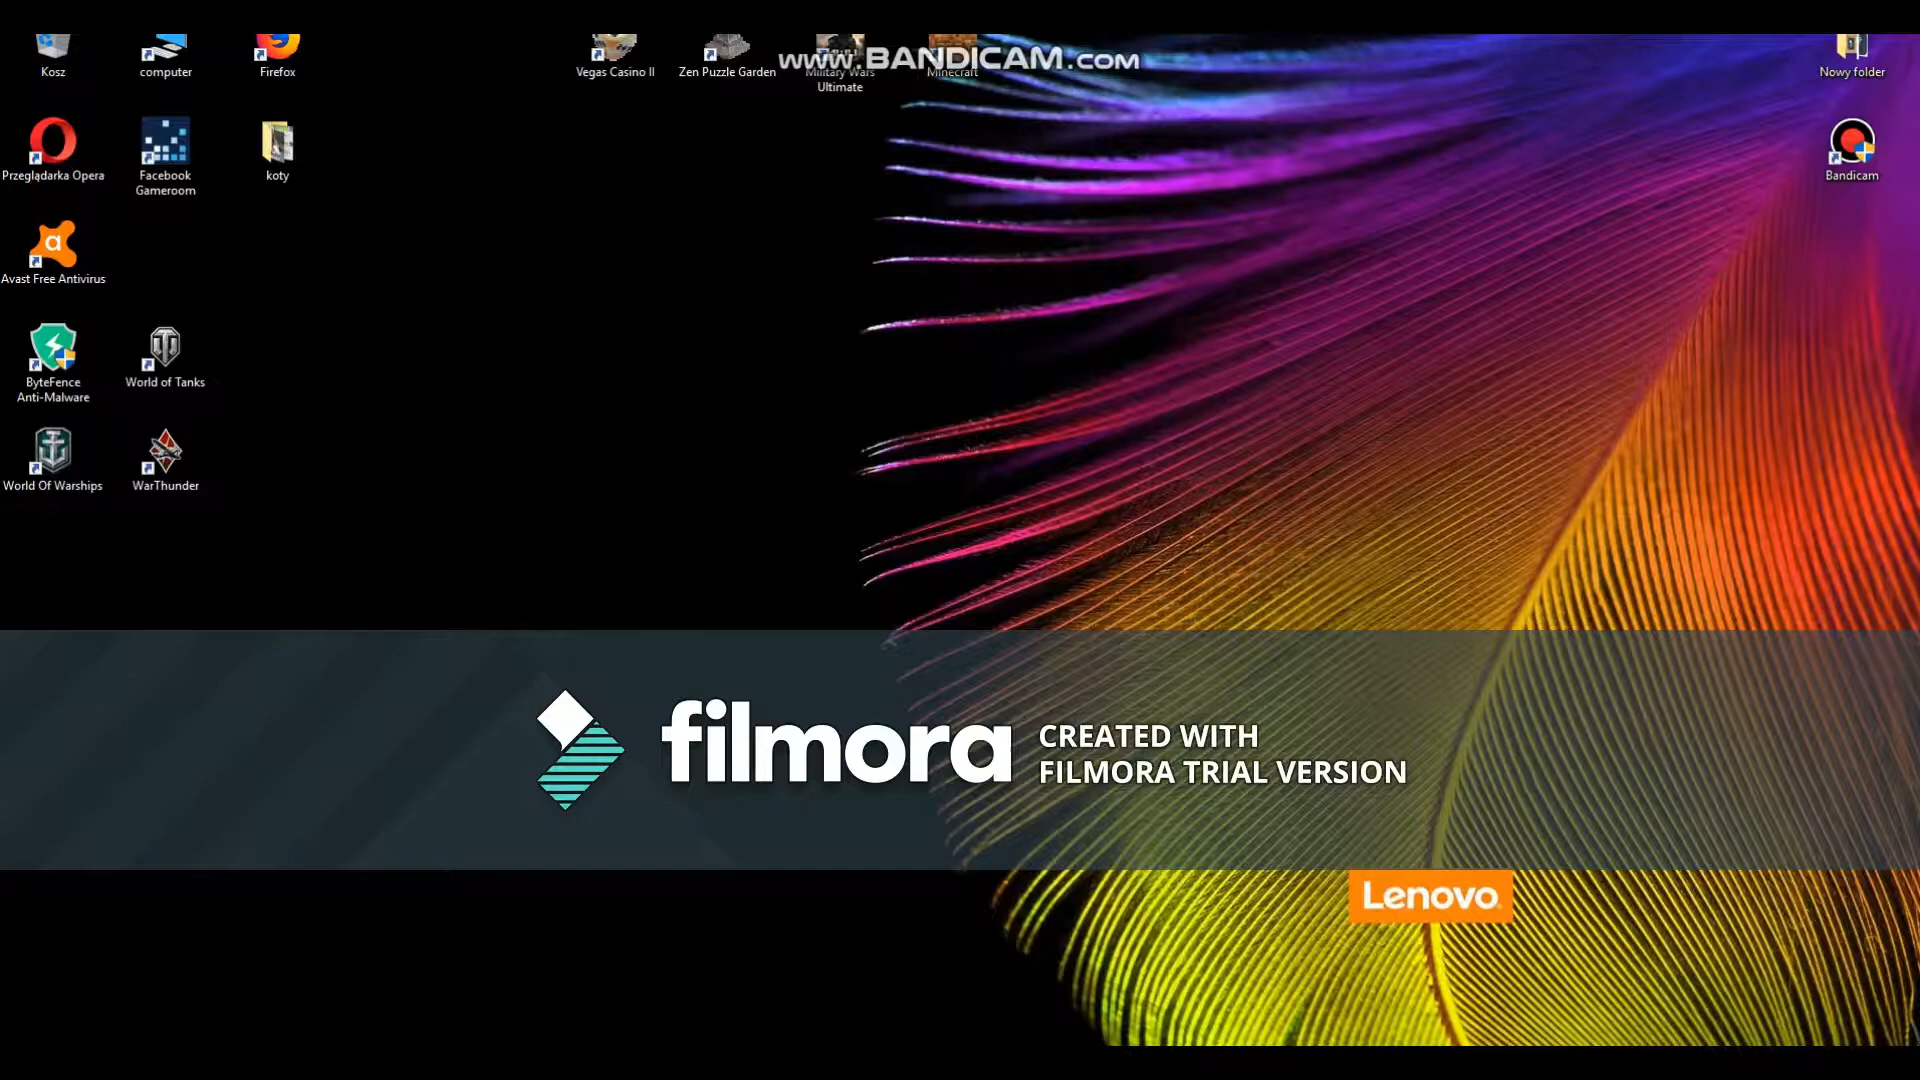 www.BANDICAM.com
Kosz
computer
Firefox
Vegas Casino II
Zen Puzzle Garden
Military Wars
Ultimate
Minecraft
Nowy folder
Przeglądarka Opera
Facebook
Gameroom
koty
Bandicam
Avast Free Antivirus
ByteFence
Anti-Malware
World of Tanks
World Of Warships
WarThunder
filmora
CREATED WITH
FILMORA TRIAL VERSION
Lenovo